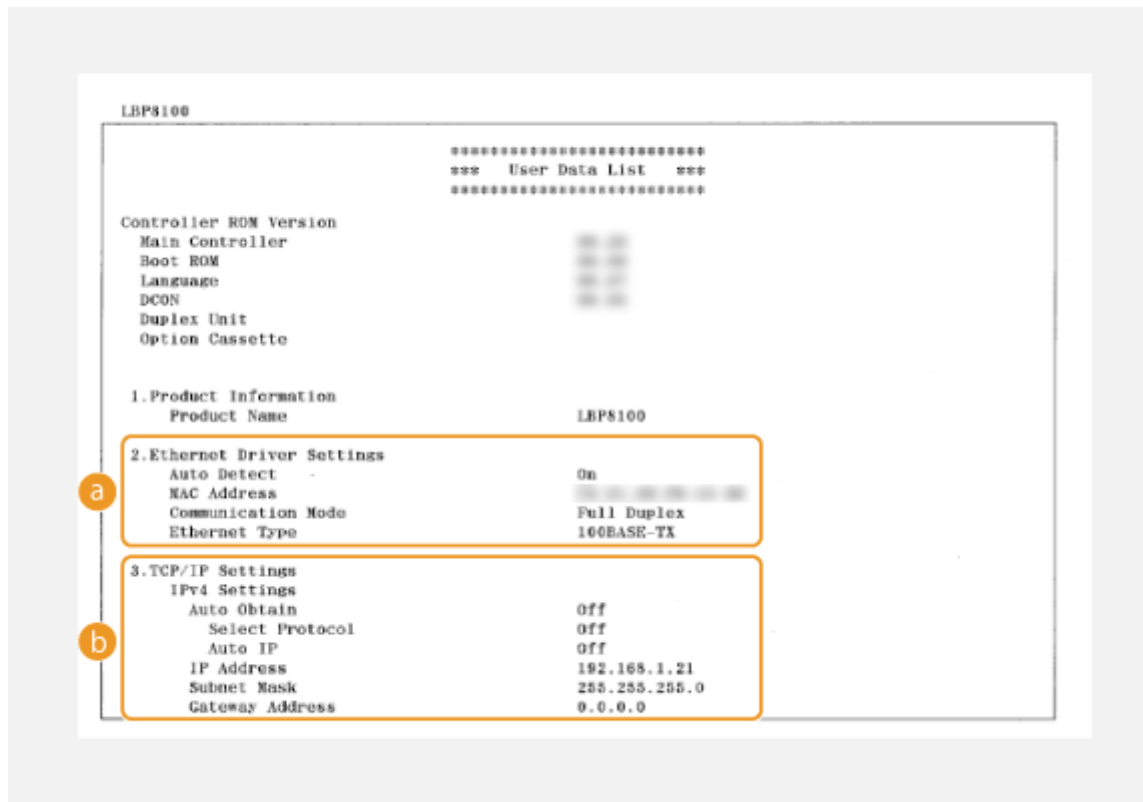 LBP8100
***************************
*** User Data List ***
***************************
Controller ROM Version
Main Controller
Boot ROM
Language
DCON
Duplex Unit
Option Cassette
1.Product Information
Product Name LBP8100
2.Ethernet Driver Settings
a
Auto Detect On
MAC Address
Communication Mode Full Duplex
Ethernet Type 100BASE-TX
3.TCP/IP Settings
IPv4 Settings
Auto Obtain Off
Select Protocol Off
b
Auto IP Off
IP Address 192.168.1.21
Subnet Mask 255.255.255.0
Gateway Address 0.0.0.0